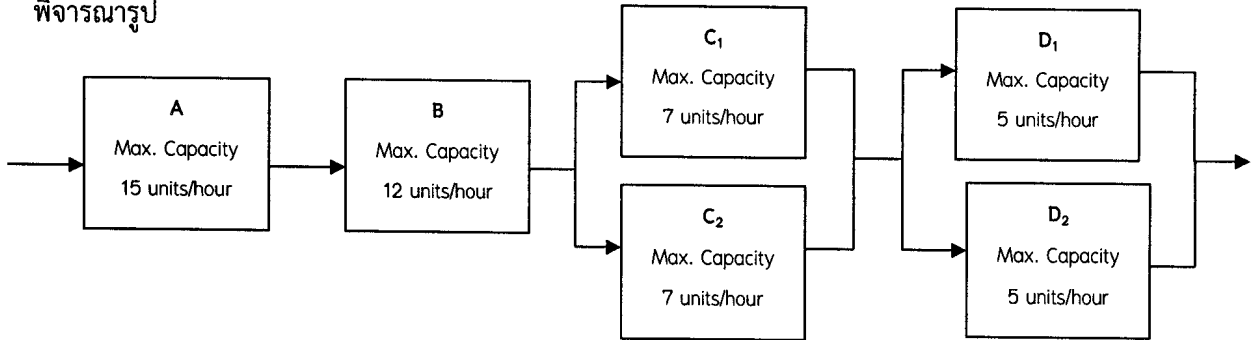 พิจารณารูป
A
Max. Capacity
15 units/hour
B
Max. Capacity
12 units/hour
C₁
Max. Capacity
7 units/hour
C₂
Max. Capacity
7 units/hour
D₁
Max. Capacity
5 units/hour
D₂
Max. Capacity
5 units/hour